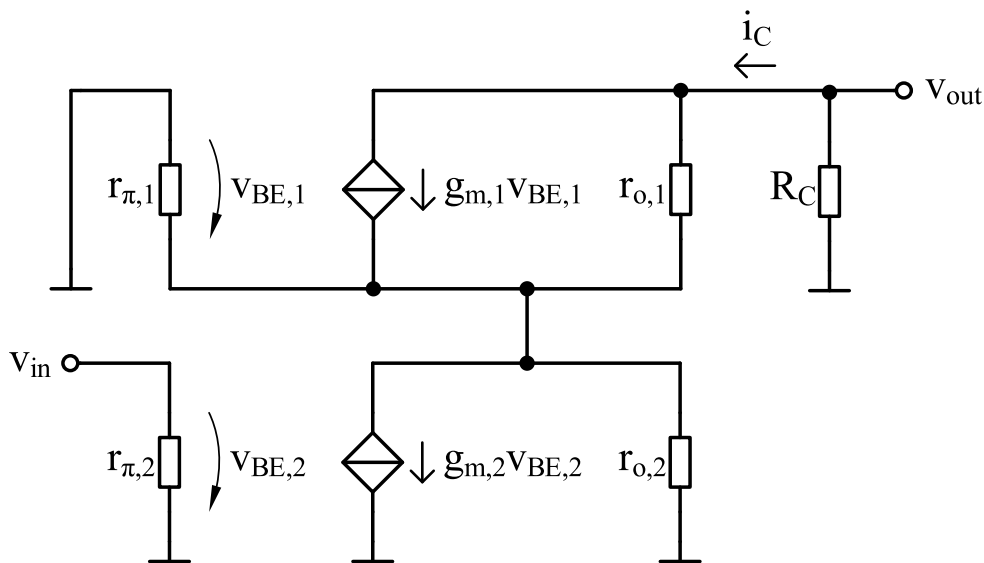 i_C
v_out
r_π,1
v_BE,1
g_m,1v_BE,1
r_o,1
R_C
v_in
r_π,2
v_BE,2
g_m,2v_BE,2
r_o,2